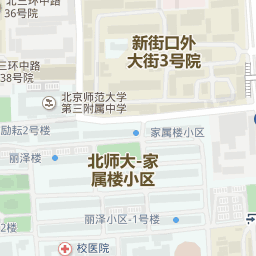 北三环中路
36号院
新街口外
大街3号院
三环中路
38号院
北京师范大学
第三附属中学
励耘2号楼
家属楼小区
丽泽楼
北师大-家
属楼小区
丽泽小区-1号楼
校医院